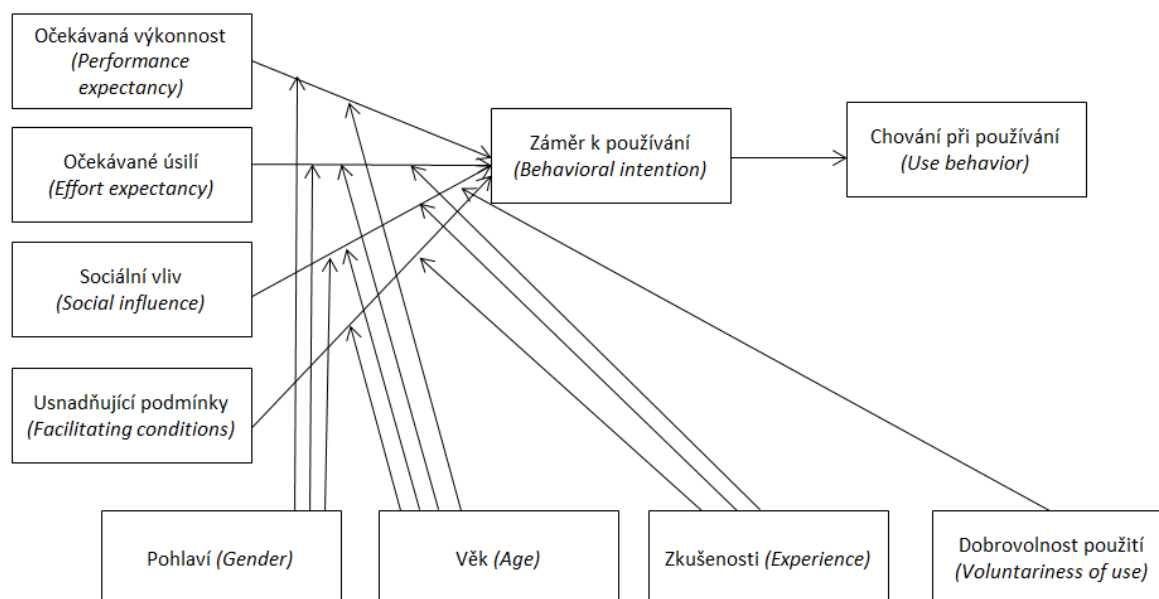 Očekávaná výkonnost
(Performance
expectancy)
Očekávané úsilí
(Effort expectancy)
Sociální vliv
(Social influence)
Usnadňující podmínky
(Facilitating conditions)
Záměr k používání
(Behavioral intention)
Chování při používání
(Use behavior)
Pohlaví (Gender)
Věk (Age)
Zkušenosti (Experience)
Dobrovolnost použití
(Voluntariness of use)